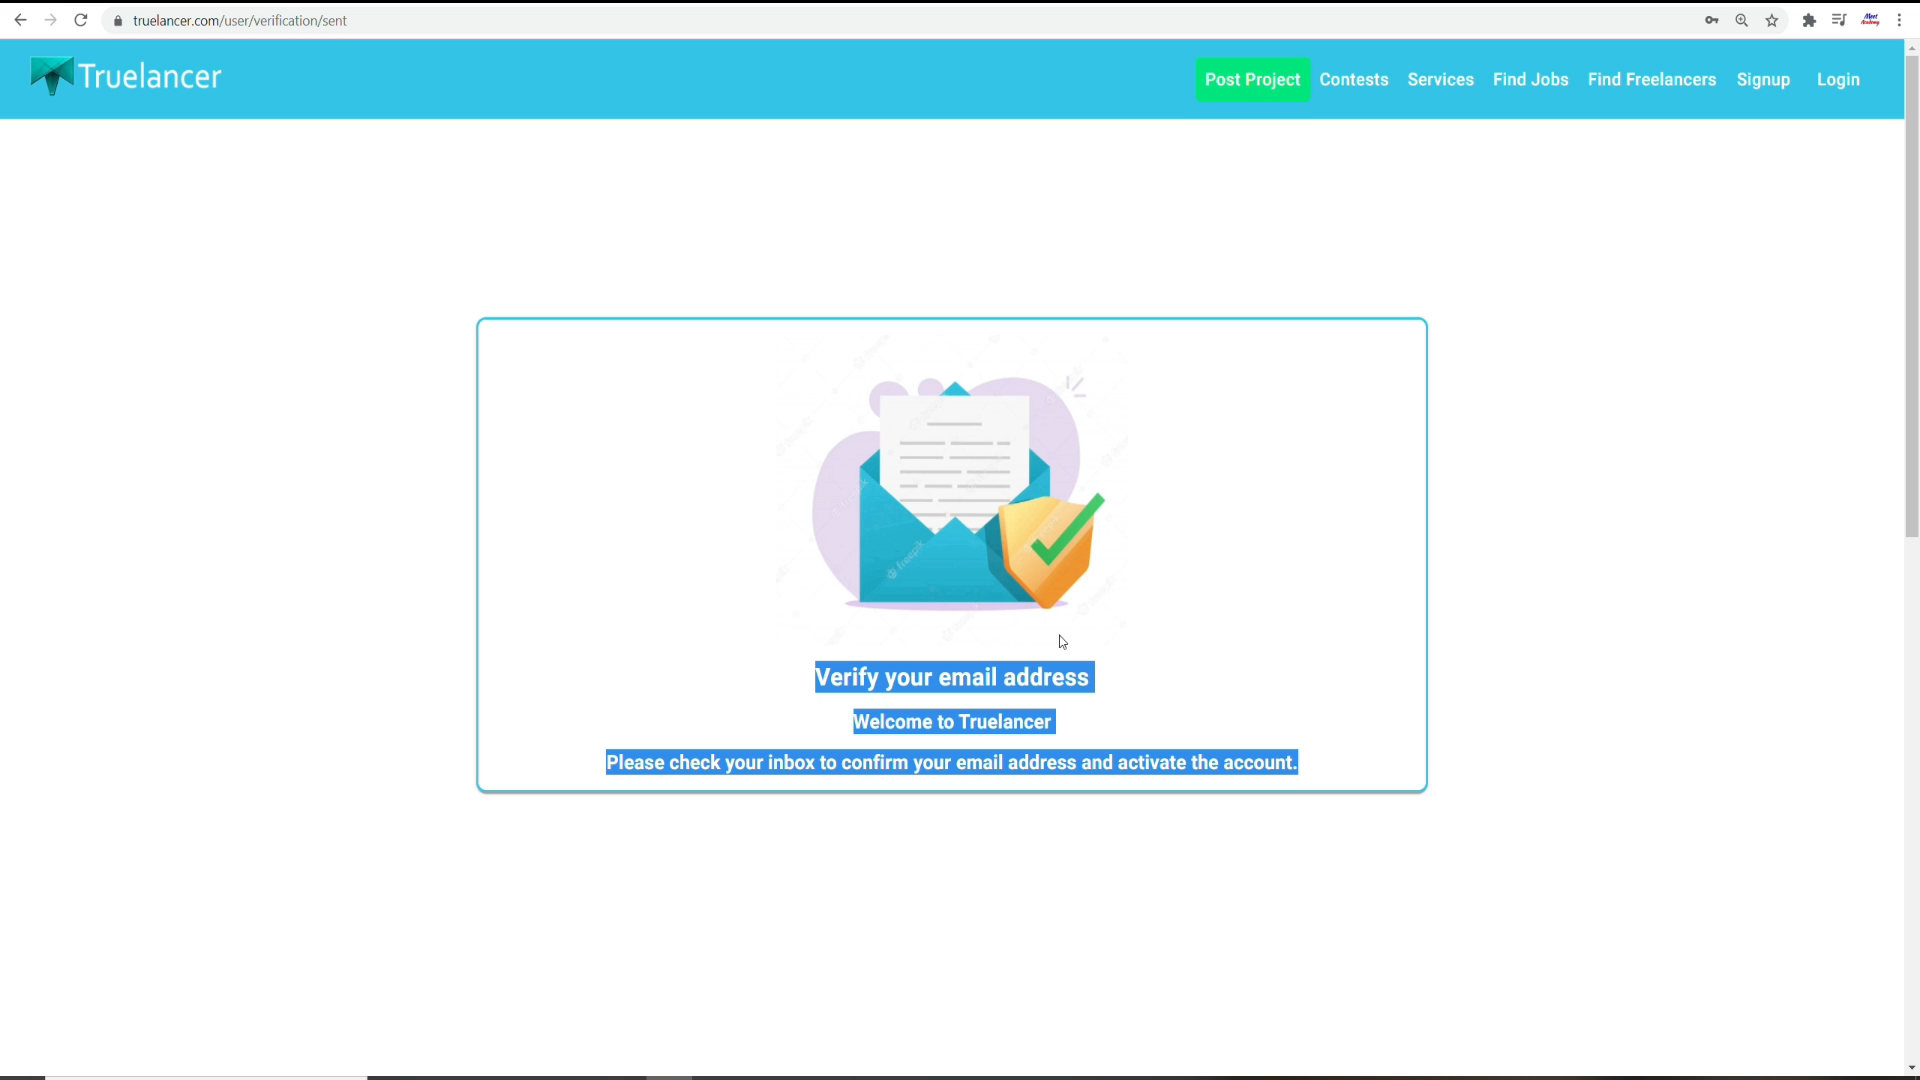 truelancer.com/user/verification/sent
Truelancer
Post Project Contests Services Find Jobs Find Freelancers Signup Login
freepik
Verify your email address
Welcome to Truelancer
Please check your inbox to confirm your email address and activate the account.